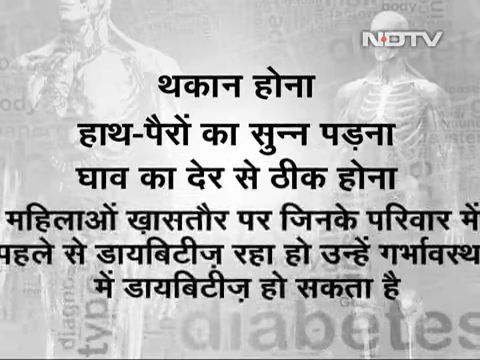 NDTV
थकान होना
हाथ-पैरों का सुन्न पड़ना
घाव का देर से ठीक होना
महिलाओं ख़ासतौर पर जिनके परिवार में
पहले से डायबिटीज़ रहा हो उन्हें गर्भावस्थ
में डायबिटीज़ हो सकता है
diabetes